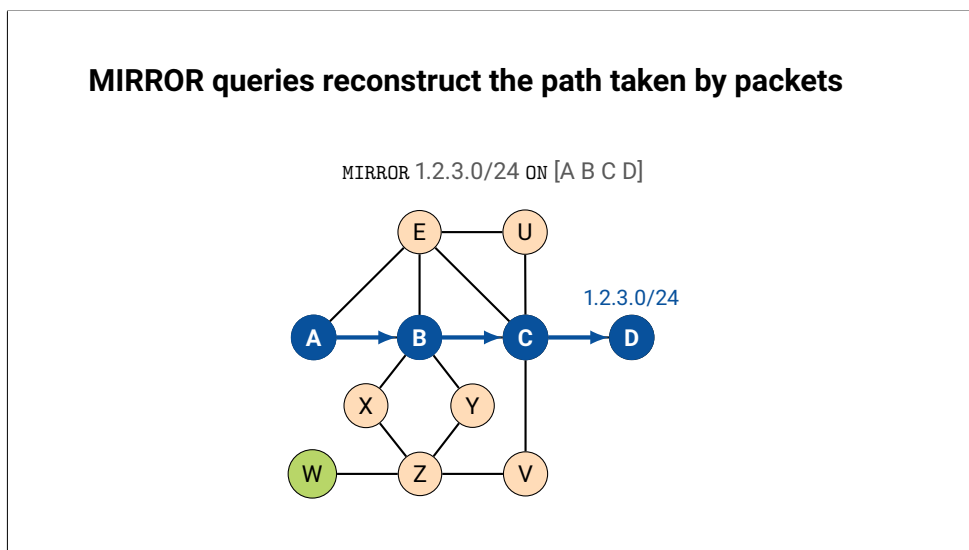 MIRROR queries reconstruct the path taken by packets
MIRROR 1.2.3.0/24 ON [A B C D]
E
U
1.2.3.0/24
A
B
C
D
X
Y
W
Z
V